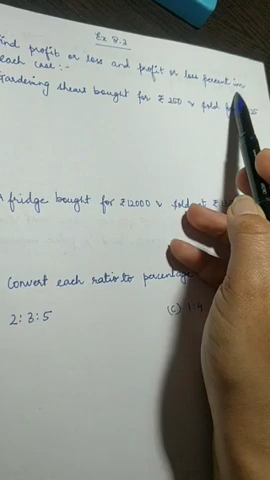 Ex 8.2
ind profit or loss and profit or loss percent in
each case:-
Gardening shears bought for ₹ 250 & sold
A fridge bought for ₹12000 & sold at ₹
Convert each ratio to percentage
2:3:5
(c) 1:4